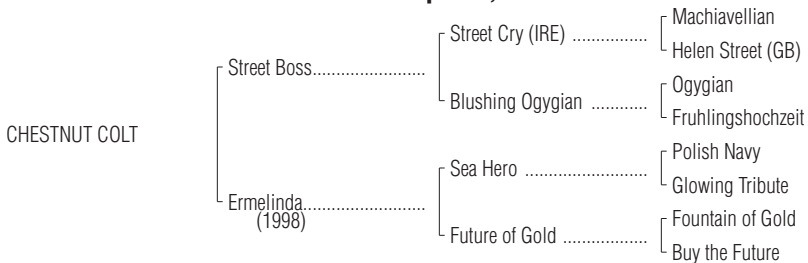 Machiavellian
Street Cry (IRE) ................
Helen Street (GB)
Street Boss.......................
Ogygian
Blushing Ogygian ............
Fruhlingshochzeit
CHESTNUT COLT
Polish Navy
Sea Hero .......................
Glowing Tribute
Ermelinda.........................
(1998)
Fountain of Gold
Future of Gold ................
Buy the Future